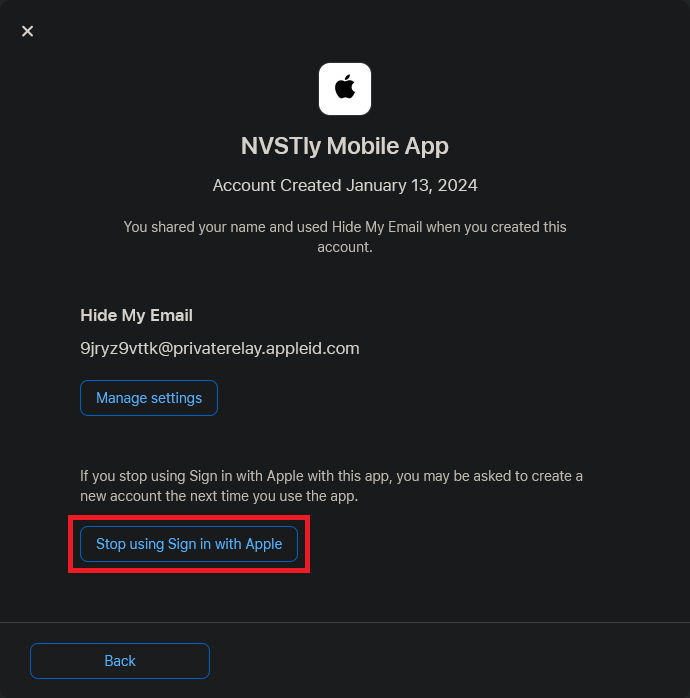 NVSTly Mobile App
Account Created January 13, 2024
You shared your name and used Hide My Email when you created this
account.
Hide My Email
9jryz9vttk@privaterelay.appleid.com
Manage settings
If you stop using Sign in with Apple with this app, you may be asked to create a
new account the next time you use the app.
Stop using Sign in with Apple
Back